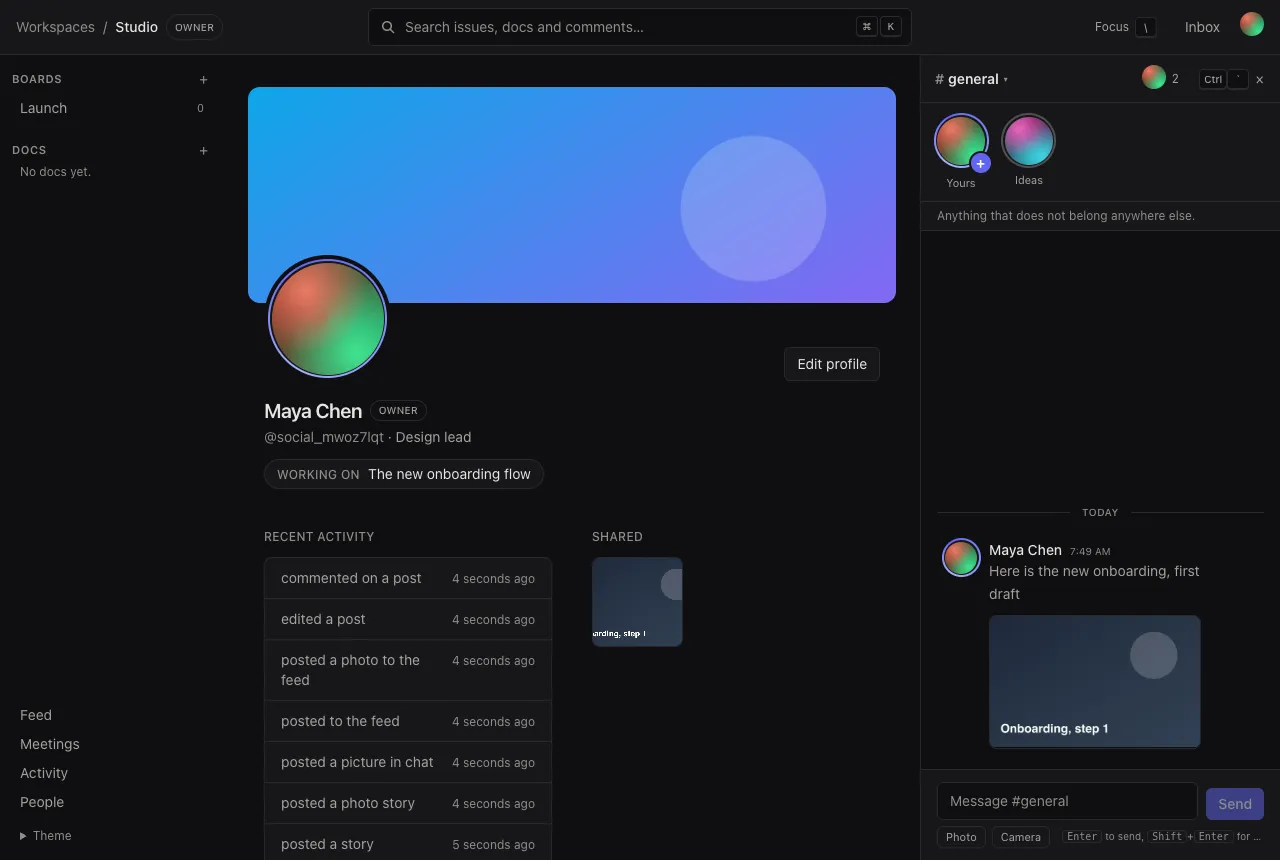 Workspaces / Studio OWNER
Search issues, docs and comments... ⌘ K
Focus \ Inbox
BOARDS +
Launch 0
DOCS +
No docs yet.
Feed
Meetings
Activity
People
Theme
Maya Chen OWNER
@social_mwoz7lqt · Design lead
Edit profile
WORKING ON The new onboarding flow
RECENT ACTIVITY
commented on a post 4 seconds ago
edited a post 4 seconds ago
posted a photo to the 4 seconds ago
feed
posted to the feed 4 seconds ago
posted a picture in chat 4 seconds ago
posted a photo story 4 seconds ago
posted a story 5 seconds ago
SHARED
arding, step 1
# general 2 Ctrl ` ×
+
Yours Ideas
Anything that does not belong anywhere else.
TODAY
Maya Chen 7:49 AM
Here is the new onboarding, first
draft
Onboarding, step 1
Message #general Send
Photo Camera Enter to send, Shift + Enter for …